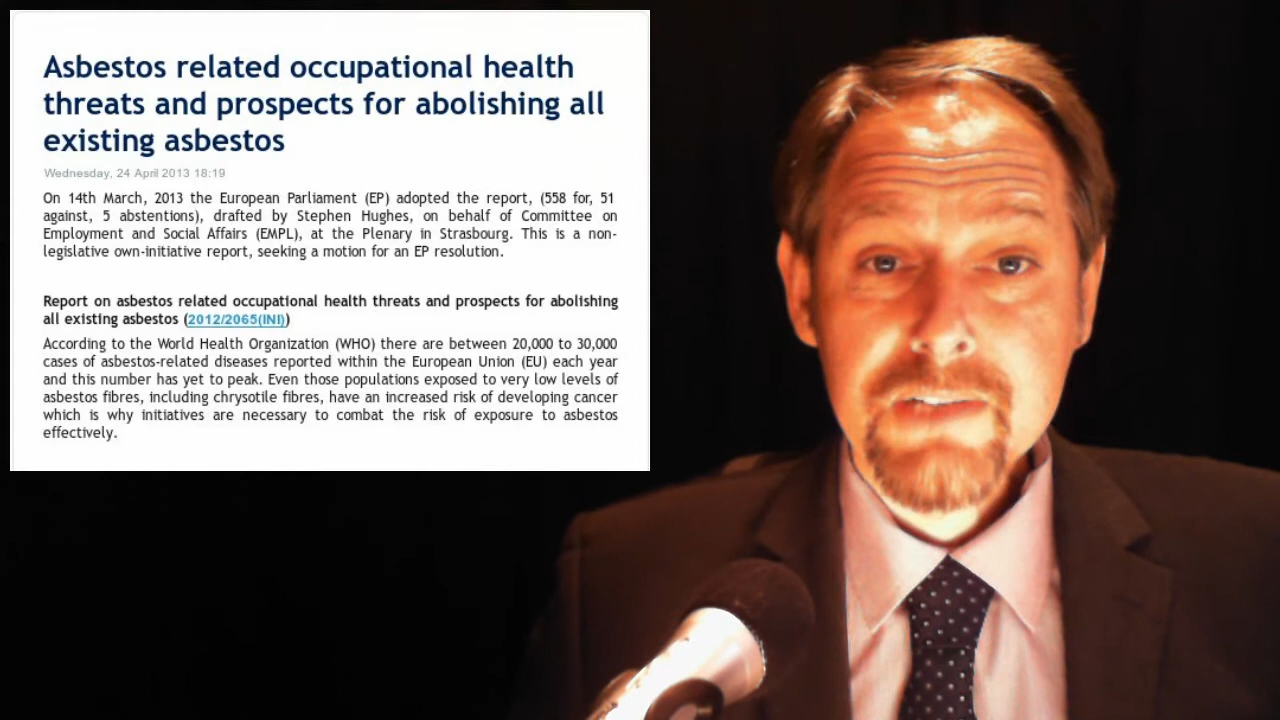 Asbestos related occupational health
threats and prospects for abolishing all
existing asbestos
Wednesday, 24 April 2013 18:19
On 14th March, 2013 the European Parliament (EP) adopted the report, (558 for, 51
against, 5 abstentions), drafted by Stephen Hughes, on behalf of Committee on
Employment and Social Affairs (EMPL), at the Plenary in Strasbourg. This is a non-
legislative own-initiative report, seeking a motion for an EP resolution.
Report on asbestos related occupational health threats and prospects for abolishing
all existing asbestos (2012/2065(INI))
According to the World Health Organization (WHO) there are between 20,000 to 30,000
cases of asbestos-related diseases reported within the European Union (EU) each year
and this number has yet to peak. Even those populations exposed to very low levels of
asbestos fibres, including chrysotile fibres, have an increased risk of developing cancer
which is why initiatives are necessary to combat the risk of exposure to asbestos
effectively.